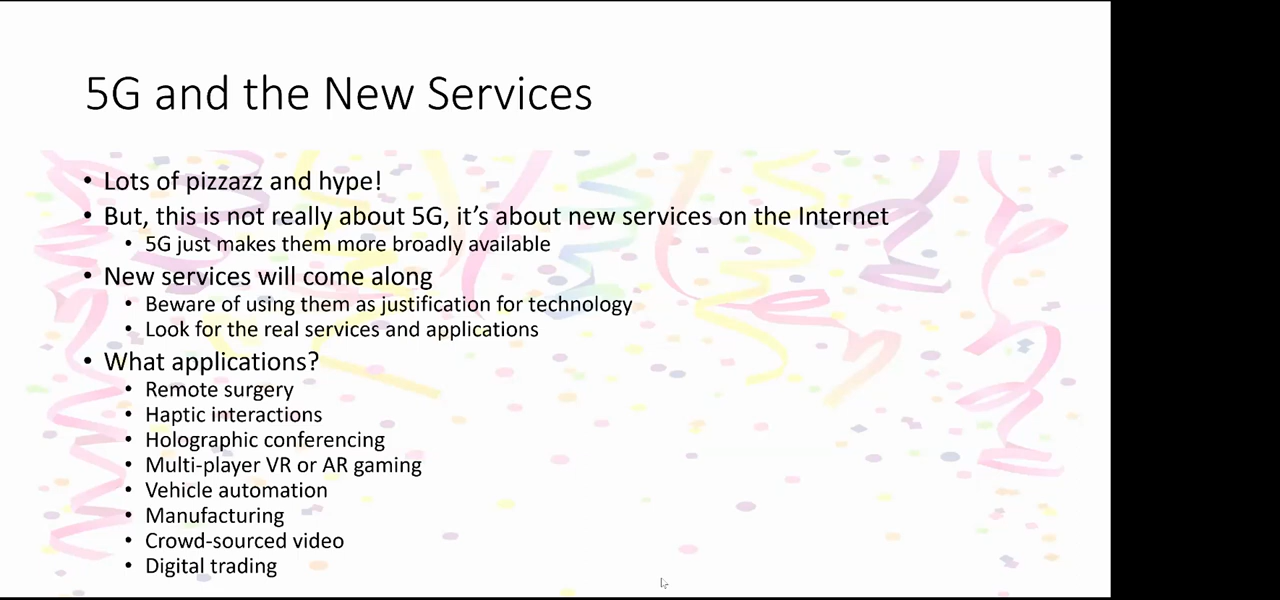 5G and the New Services
• Lots of pizzazz and hype!
• But, this is not really about 5G, it’s about new services on the Internet
• 5G just makes them more broadly available
• New services will come along
• Beware of using them as justification for technology
• Look for the real services and applications
• What applications?
• Remote surgery
• Haptic interactions
• Holographic conferencing
• Multi-player VR or AR gaming
• Vehicle automation
• Manufacturing
• Crowd-sourced video
• Digital trading